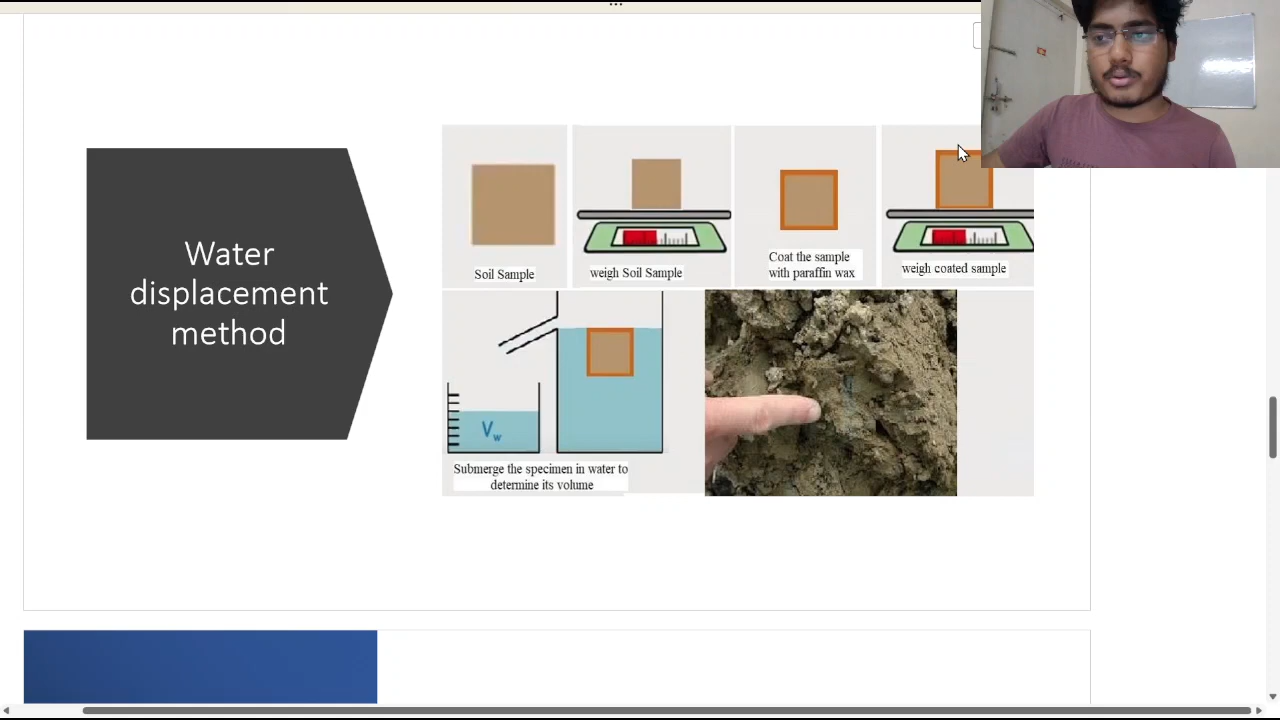 Water
displacement
method
Soil Sample
weigh Soil Sample
Coat the sample
with paraffin wax
weigh coated sample
Vw
Submerge the specimen in water to
determine its volume